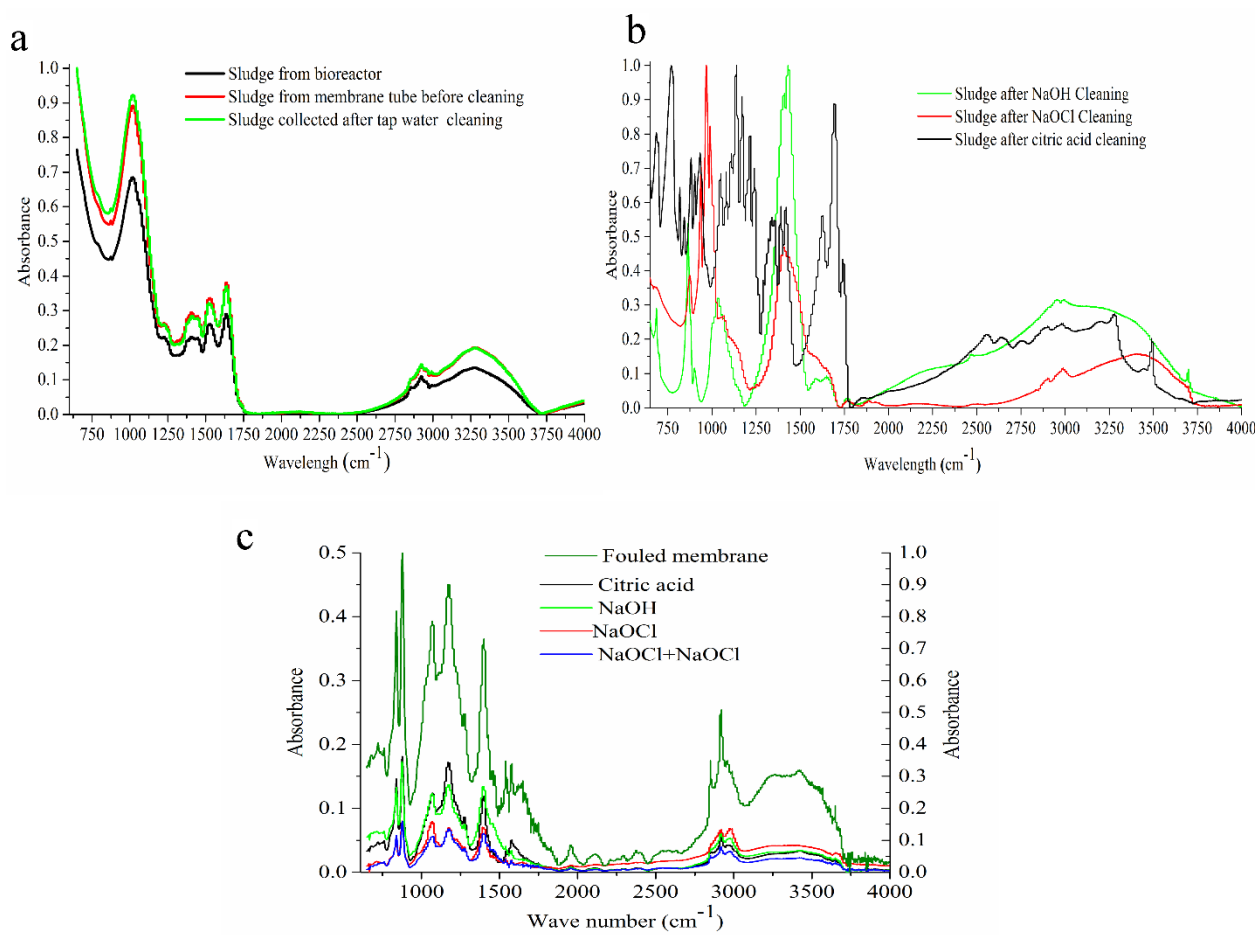 a
Sludge from bioreactor
Sludge from membrane tube before cleaning
Sludge collected after tap water cleaning
1.0
0.9
0.8
0.7
0.6
0.5
0.4
0.3
0.2
0.1
0.0
Absorbance
750 1000 1250 1500 1750 2000 2250 2500 2750 3000 3250 3500 3750 4000
Wavelengh (cm-1)
b
Sludge after NaOH Cleaning
Sludge after NaOCl Cleaning
Sludge after citric acid cleaning
1.0
0.9
0.8
0.7
0.6
0.5
0.4
0.3
0.2
0.1
0.0
Absorbance
750 1000 1250 1500 1750 2000 2250 2500 2750 3000 3250 3500 3750 4000
Wavelength (cm-1)
c
Fouled membrane
Citric acid
NaOH
NaOCl
NaOCl+NaOCl
0.5
0.4
0.3
0.2
0.1
0.0
Absorbance
1.0
0.9
0.8
0.7
0.6
0.5
0.4
0.3
0.2
0.1
0.0
Absorbance
1000 1500 2000 2500 3000 3500 4000
Wave number (cm-1)